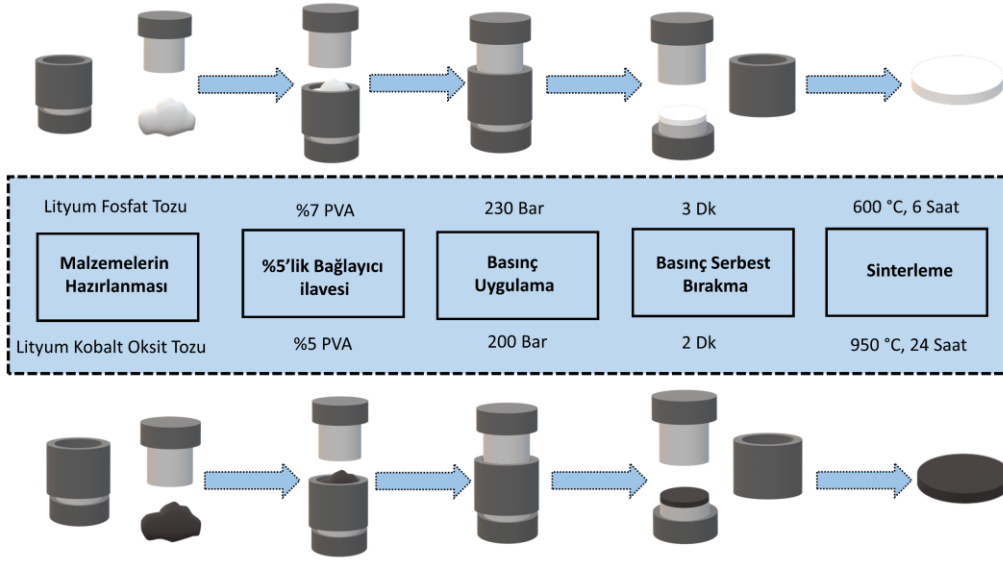 Lityum Fosfat Tozu
%7 PVA
230 Bar
3 Dk
600 °C, 6 Saat
Malzemelerin
Hazırlanması
%5’lik Bağlayıcı
ilavesi
Basınç
Uygulama
Basınç Serbest
Bırakma
Sinterleme
Lityum Kobalt Oksit Tozu
%5 PVA
200 Bar
2 Dk
950 °C, 24 Saat